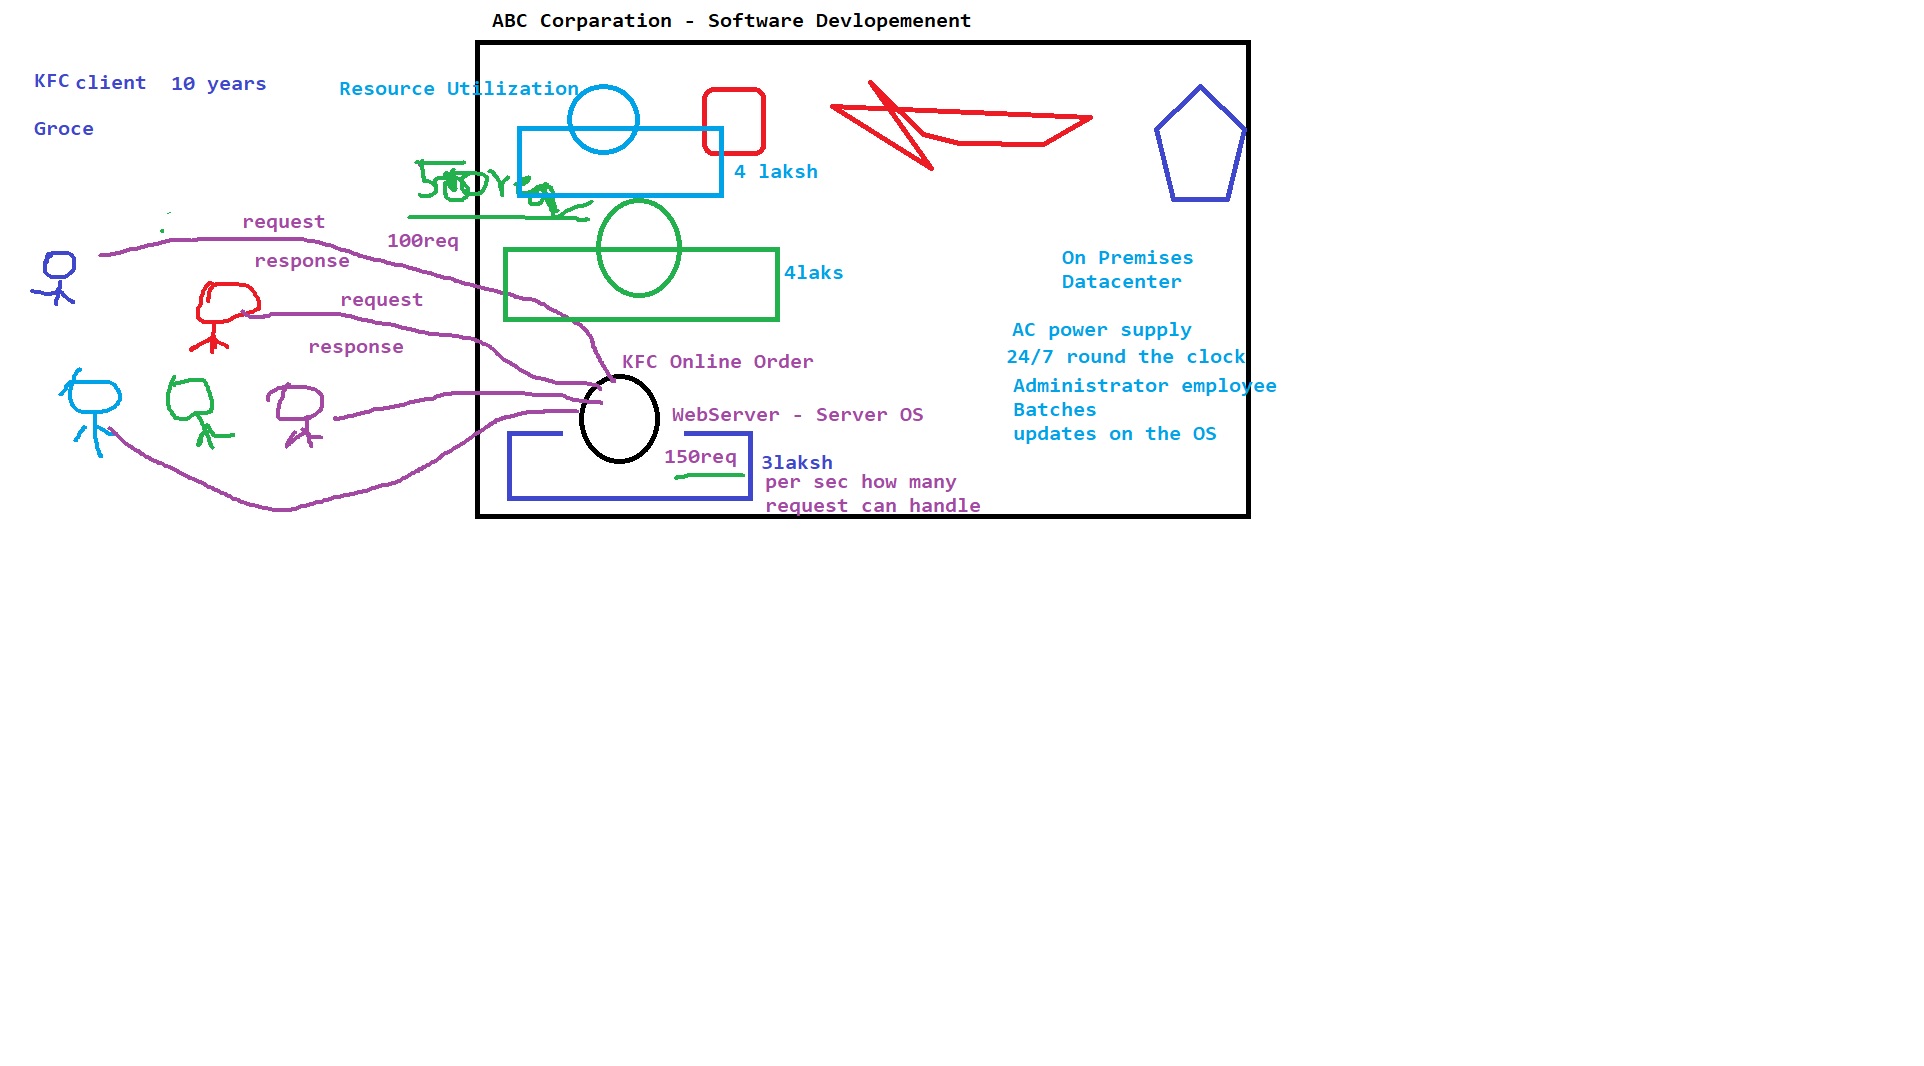 ABC Corparation - Software Devlopemenent
KFC client 10 years
Resource Utilization
Groce
4 laksh
500req
request
100req
response
4laks
On Premises
Datacenter
request
response
AC power supply
24/7 round the clock
Administrator employee
Batches
updates on the OS
KFC Online Order
WebServer - Server OS
150req
3laksh
per sec how many
request can handle